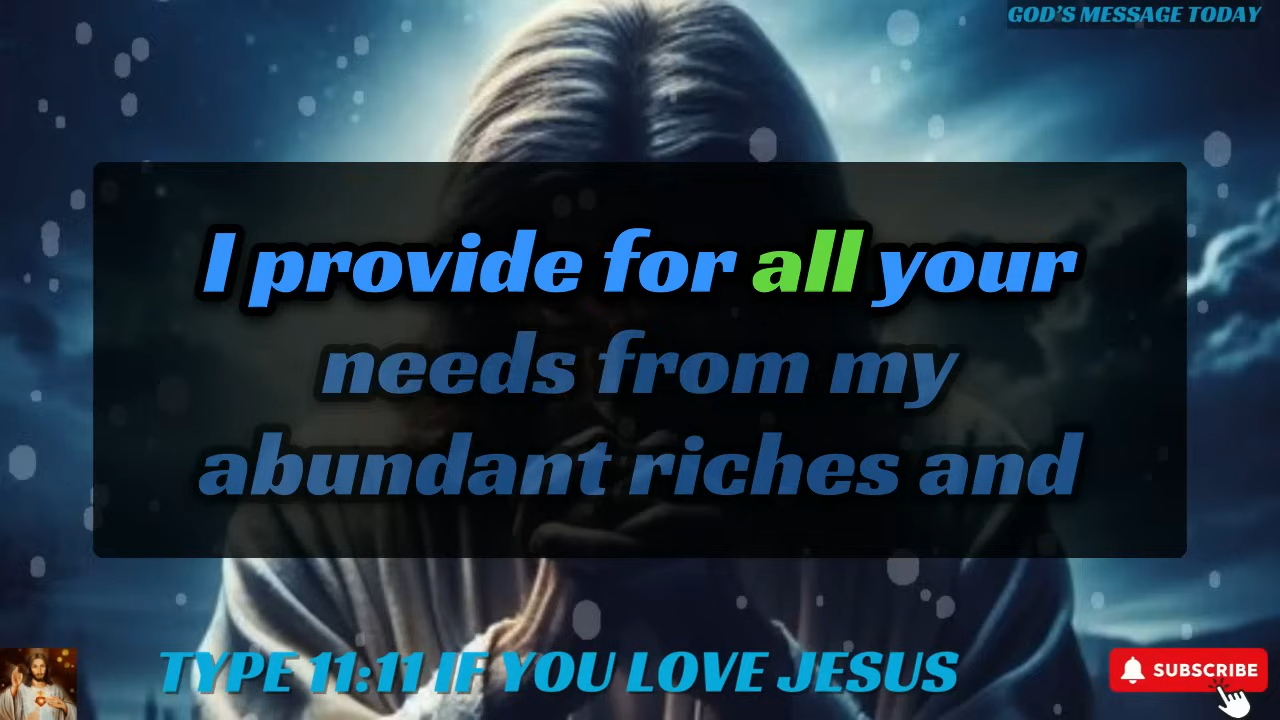 GOD'S MESSAGE TODAY
I provide for all your
needs from my
abundant riches and
TYPE 11:11 IF YOU LOVE JESUS
SUBSCRIBE